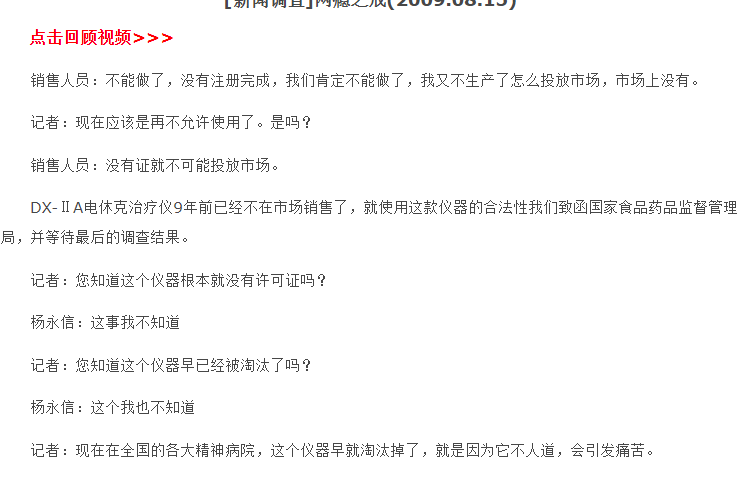 [新闻调查]网瘾之戒(2009.08.15)
点击回顾视频>>>
销售人员：不能做了，没有注册完成，我们肯定不能做了，我又不生产了怎么投放市场，市场上没有。
记者：现在应该是再不允许使用了。是吗？
销售人员：没有证就不可能投放市场。
DX-ⅡA电休克治疗仪9年前已经不在市场销售了，就使用这款仪器的合法性我们致函国家食品药品监督管理
局，并等待最后的调查结果。
记者：您知道这个仪器根本就没有许可证吗？
杨永信：这事我不知道
记者：您知道这个仪器早已经被淘汰了吗？
杨永信：这个我也不知道
记者：现在在全国的各大精神病院，这个仪器早就淘汰掉了，就是因为它不人道，会引发痛苦。